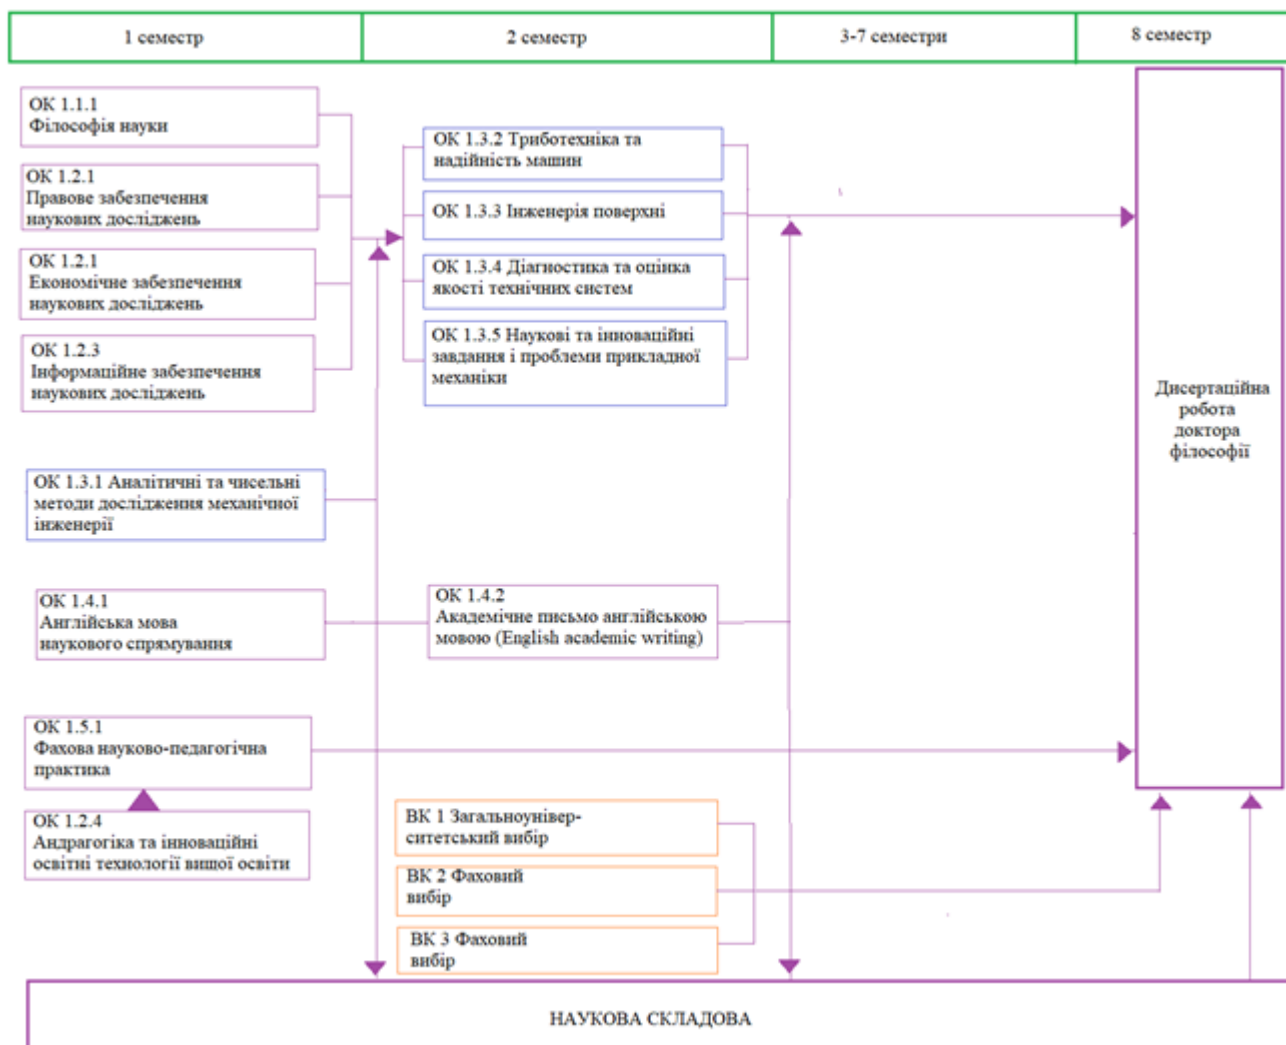 1 семестр
2 семестр
3-7 семестри
8 семестр
ОК 1.1.1
Філософія науки
ОК 1.2.1
Правове забезпечення
наукових досліджень
ОК 1.2.1
Економічне забезпечення
наукових досліджень
ОК 1.2.3
Інформаційне забезпечення
наукових досліджень
ОК 1.3.1 Аналітичні та чисельні
методи дослідження механічної
інженерії
ОК 1.4.1
Англійська мова
наукового спрямування
ОК 1.5.1
Фахова науково-педагогічна
практика
ОК 1.2.4
Андрагогіка та інноваційні
освітні технології вищої освіти
ОК 1.3.2 Триботехніка та
надійність машин
ОК 1.3.3 Інженерія поверхні
ОК 1.3.4 Діагностика та оцінка
якості технічних систем
ОК 1.3.5 Наукові та інноваційні
завдання і проблеми прикладної
механіки
ОК 1.4.2
Академічне письмо англійською
мовою (English academic writing)
ВК 1 Загальноунівер-
ситетський вибір
ВК 2 Фаховий
вибір
ВК 3 Фаховий
вибір
Дисертаційна
робота
доктора
філософії
НАУКОВА СКЛАДОВА